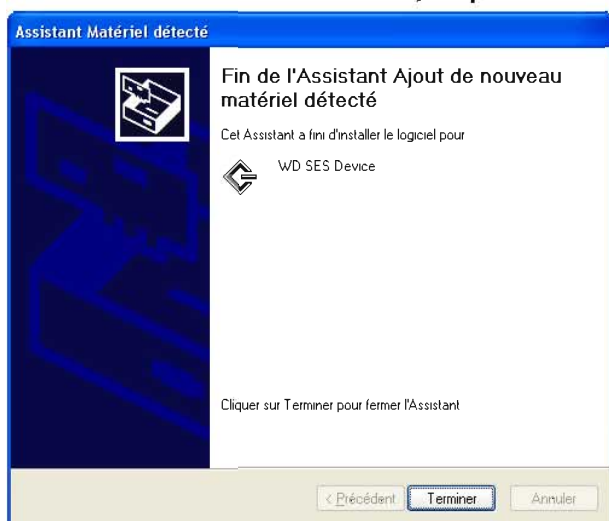 Assistant Matériel détecté
Fin de l'Assistant Ajout de nouveau
matériel détecté
Cet Assistant a fini d'installer le logiciel pour
WD SES Device
Cliquer sur Terminer pour fermer l'Assistant
< Précédent
Terminer
Annuler